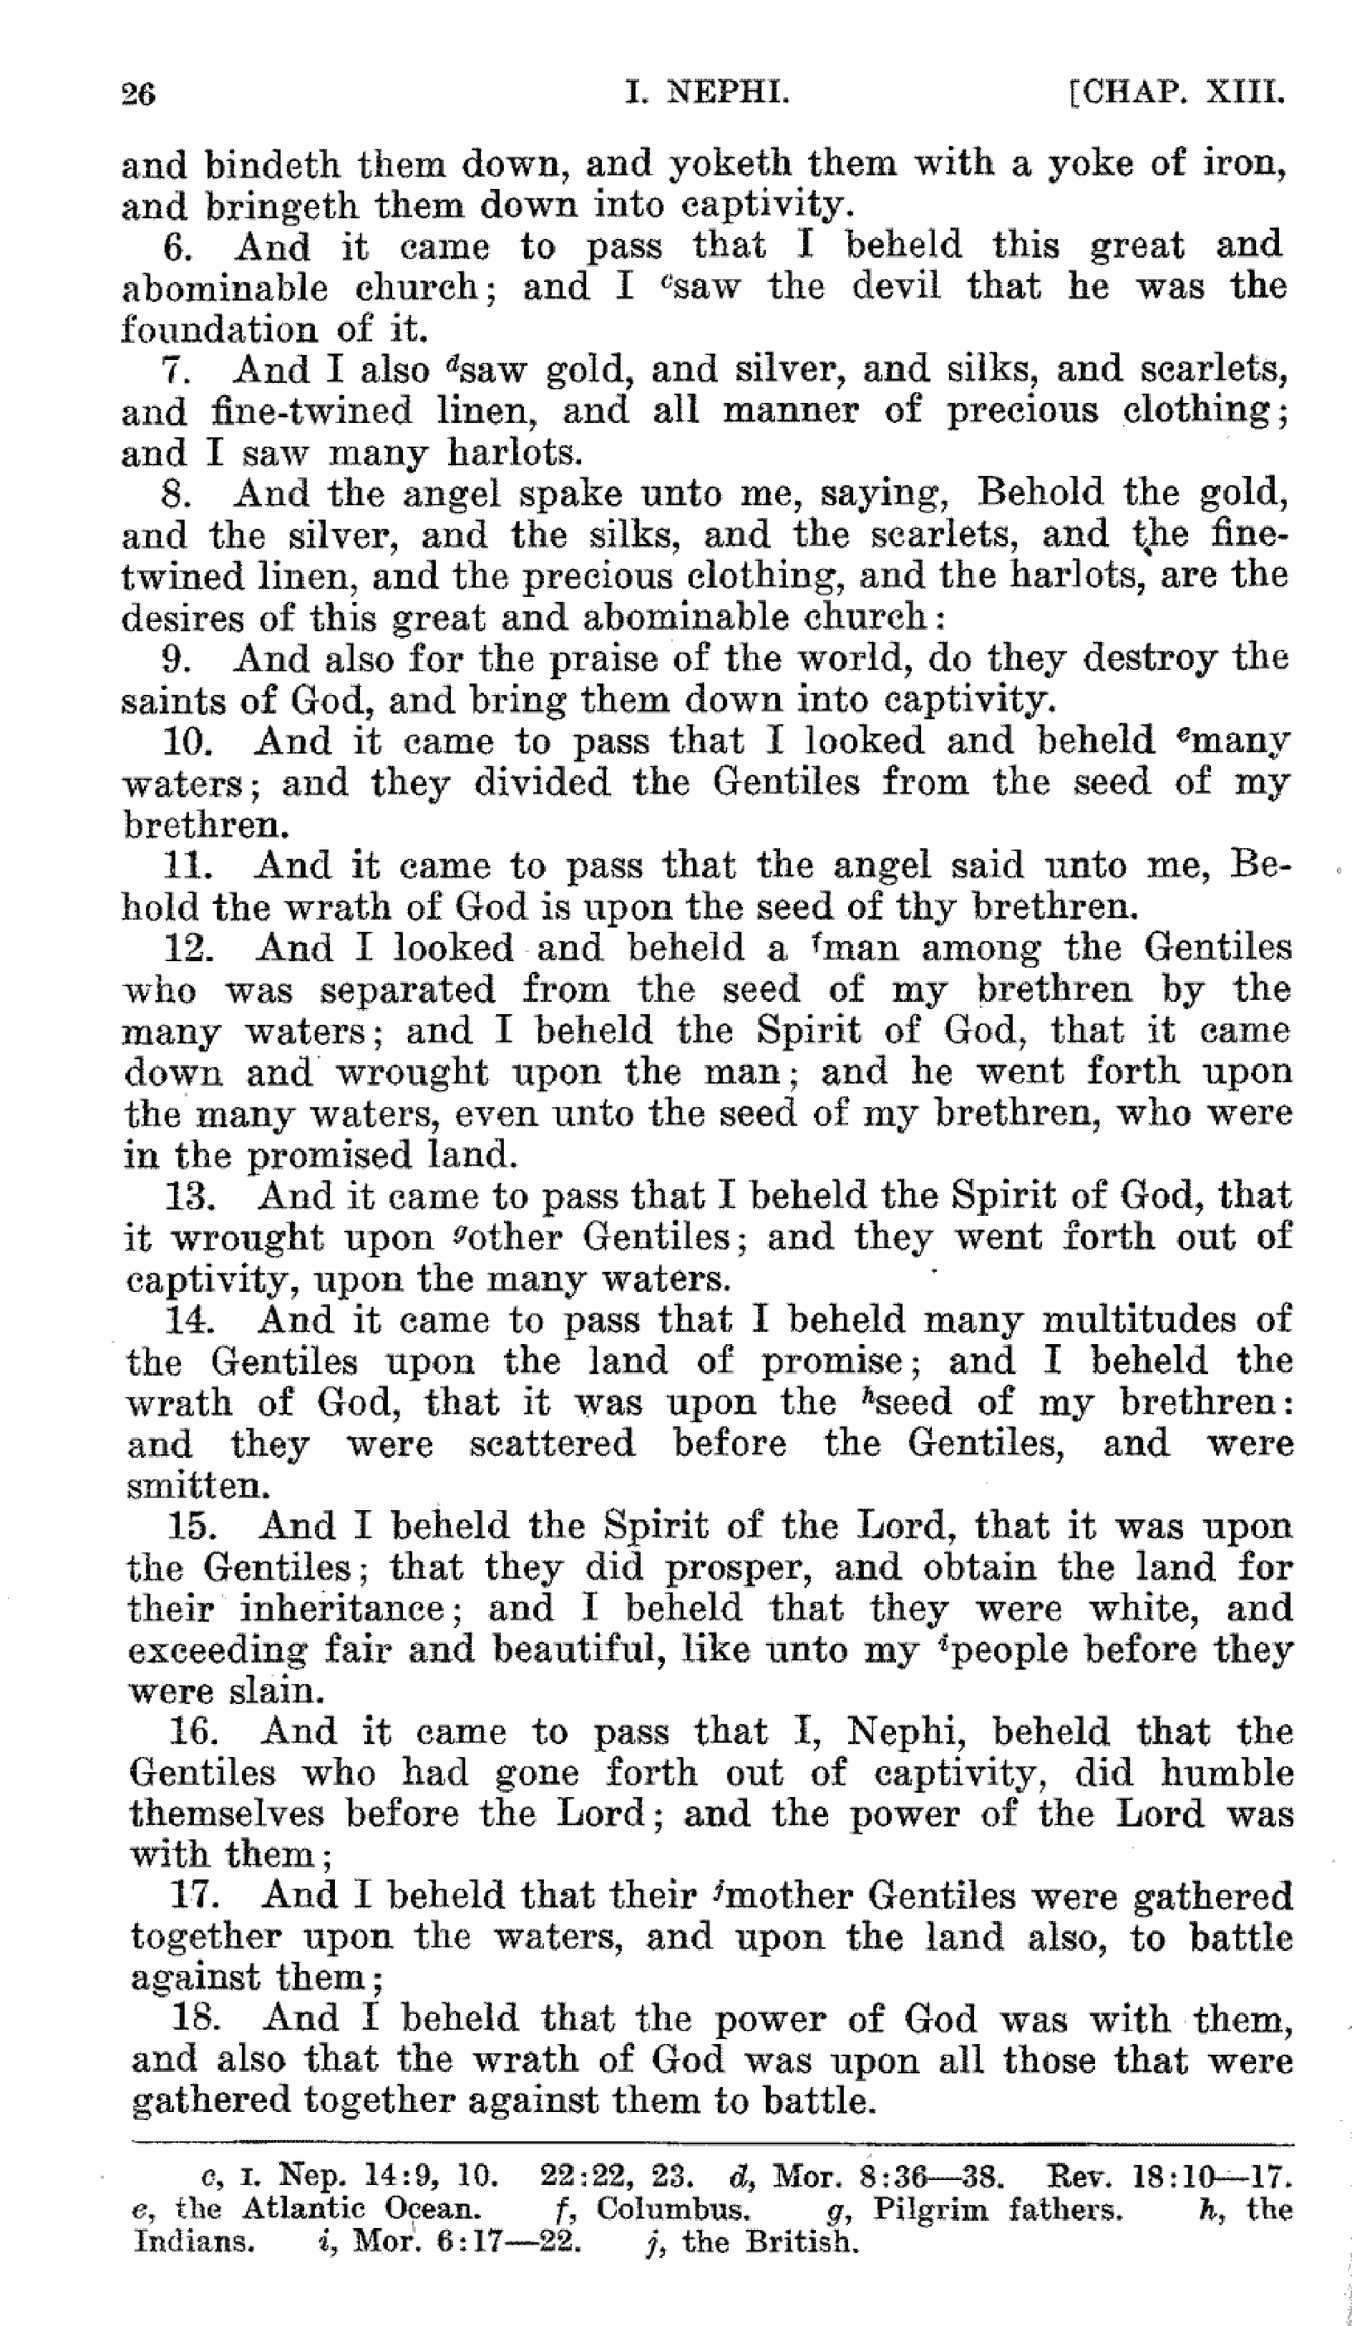 26 I. NEPHI. [CHAP. XIII.
and bindeth them down, and yoketh them with a yoke of iron,
and bringeth them down into captivity.
6. And it came to pass that I beheld this great and
abominable church; and I csaw the devil that he was the
foundation of it.
7. And I also dsaw gold, and silver, and silks, and scarlets,
and fine-twined linen, and all manner of precious clothing;
and I saw many harlots.
8. And the angel spake unto me, saying, Behold the gold,
and the silver, and the silks, and the scarlets, and the fine-
twined linen, and the precious clothing, and the harlots, are the
desires of this great and abominable church:
9. And also for the praise of the world, do they destroy the
saints of God, and bring them down into captivity.
10. And it came to pass that I looked and beheld emany
waters; and they divided the Gentiles from the seed of my
brethren.
11. And it came to pass that the angel said unto me, Be-
hold the wrath of God is upon the seed of thy brethren.
12. And I looked and beheld a fman among the Gentiles
who was separated from the seed of my brethren by the
many waters; and I beheld the Spirit of God, that it came
down and wrought upon the man; and he went forth upon
the many waters, even unto the seed of my brethren, who were
in the promised land.
13. And it came to pass that I beheld the Spirit of God, that
it wrought upon gother Gentiles; and they went forth out of
captivity, upon the many waters.
14. And it came to pass that I beheld many multitudes of
the Gentiles upon the land of promise; and I beheld the
wrath of God, that it was upon the hseed of my brethren:
and they were scattered before the Gentiles, and were
smitten.
15. And I beheld the Spirit of the Lord, that it was upon
the Gentiles; that they did prosper, and obtain the land for
their inheritance; and I beheld that they were white, and
exceeding fair and beautiful, like unto my ipeople before they
were slain.
16. And it came to pass that I, Nephi, beheld that the
Gentiles who had gone forth out of captivity, did humble
themselves before the Lord; and the power of the Lord was
with them;
17. And I beheld that their jmother Gentiles were gathered
together upon the waters, and upon the land also, to battle
against them;
18. And I beheld that the power of God was with them,
and also that the wrath of God was upon all those that were
gathered together against them to battle.
c, I. Nep. 14:9, 10. 22:22, 23. d, Mor. 8:36—38. Rev. 18:10—17.
e, the Atlantic Ocean. f, Columbus. g, Pilgrim fathers. h, the
Indians. i, Mor. 6:17—22. j, the British.